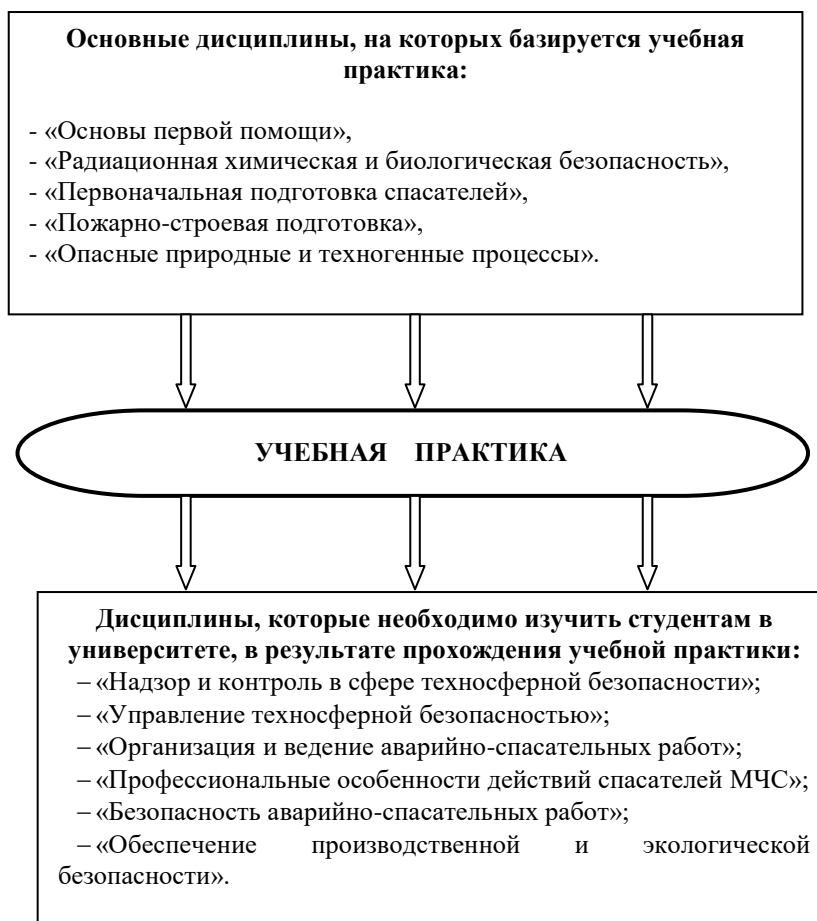 Основные дисциплины, на которых базируется учебная
практика:
- «Основы первой помощи»,
- «Радиационная химическая и биологическая безопасность»,
- «Первоначальная подготовка спасателей»,
- «Пожарно-строевая подготовка»,
- «Опасные природные и техногенные процессы».
УЧЕБНАЯ ПРАКТИКА
Дисциплины, которые необходимо изучить студентам в
университете, в результате прохождения учебной практики:
– «Надзор и контроль в сфере техносферной безопасности»;
– «Управление техносферной безопасностью»;
– «Организация и ведение аварийно-спасательных работ»;
– «Профессиональные особенности действий спасателей МЧС»;
– «Безопасность аварийно-спасательных работ»;
– «Обеспечение производственной и экологической
безопасности».